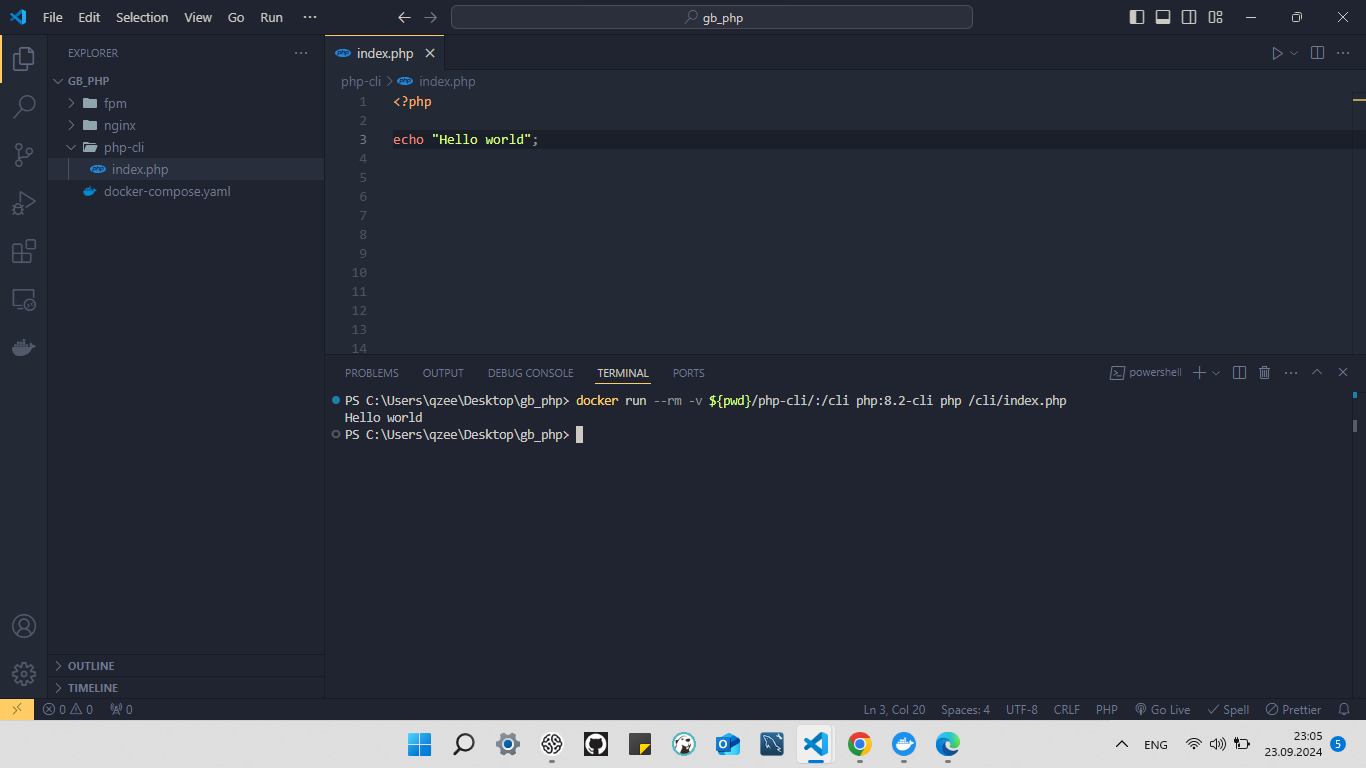 File Edit Selection View Go Run ···
gb_php
EXPLORER ···
GB_PHP
fpm
nginx
php-cli
php index.php
docker-compose.yaml
OUTLINE
TIMELINE
php index.php
php-cli > php index.php
1 <?php
2
3 echo "Hello world";
4
5
6
7
8
9
10
11
12
13
14
PROBLEMS OUTPUT DEBUG CONSOLE TERMINAL PORTS
powershell
PS C:\Users\qzee\Desktop\gb_php> docker run --rm -v ${pwd}/php-cli/:/cli php:8.2-cli php /cli/index.php
Hello world
PS C:\Users\qzee\Desktop\gb_php>
0 0 0
Ln 3, Col 20 Spaces: 4 UTF-8 CRLF PHP Go Live Spell Prettier
ENG
23:05
23.09.2024
5